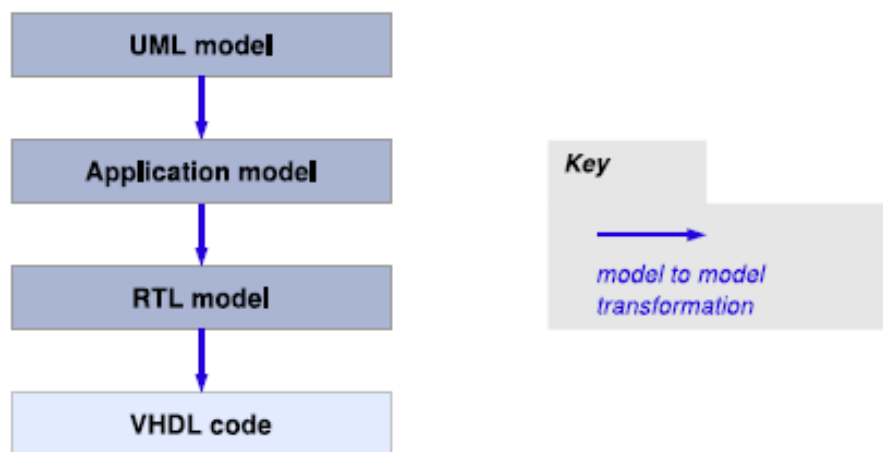 UML model
Application model
RTL model
VHDL code
Key
model to model
transformation